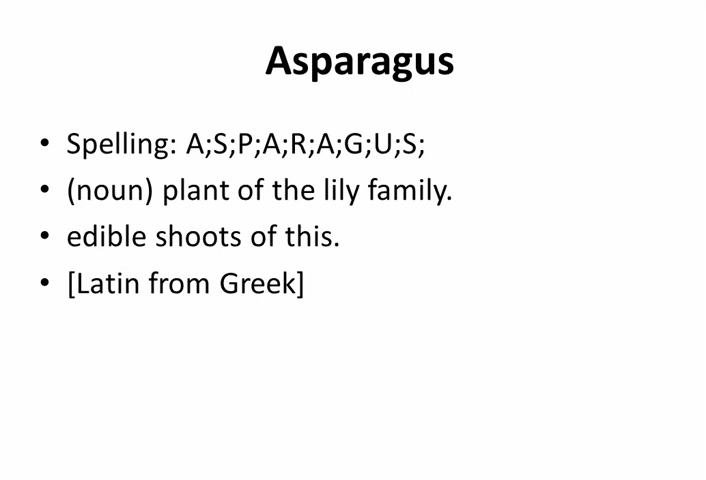 Asparagus
• Spelling: A;S;P;A;R;A;G;U;S;
• (noun) plant of the lily family.
• edible shoots of this.
• [Latin from Greek]